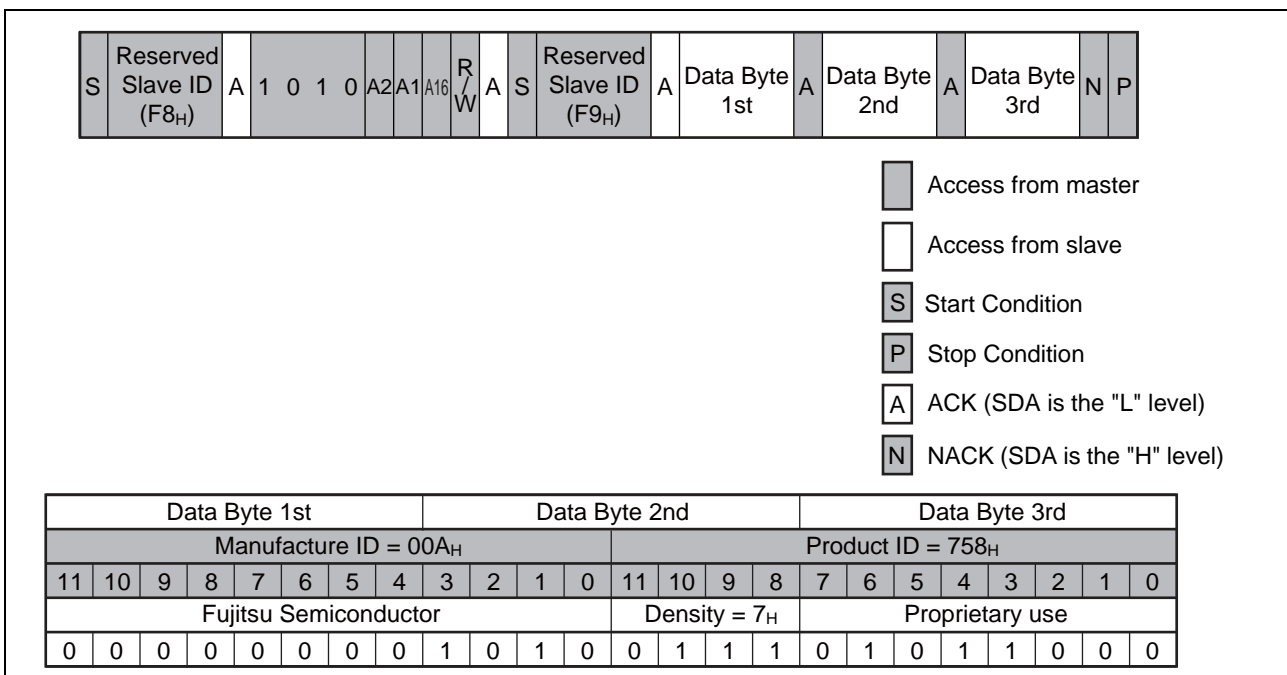 S Reserved Slave ID (F8H) A 1 0 1 0 A2 A1 A16 R/W A S Reserved Slave ID (F9H) A Data Byte 1st A Data Byte 2nd A Data Byte 3rd N P
Access from master
Access from slave
S Start Condition
P Stop Condition
A ACK (SDA is the "L" level)
N NACK (SDA is the "H" level)
Data Byte 1st Data Byte 2nd Data Byte 3rd
Manufacture ID = 00AH Product ID = 758H
11 10 9 8 7 6 5 4 3 2 1 0 11 10 9 8 7 6 5 4 3 2 1 0
Fujitsu Semiconductor Density = 7H Proprietary use
0 0 0 0 0 0 0 0 1 0 1 0 0 1 1 1 0 1 0 1 1 0 0 0